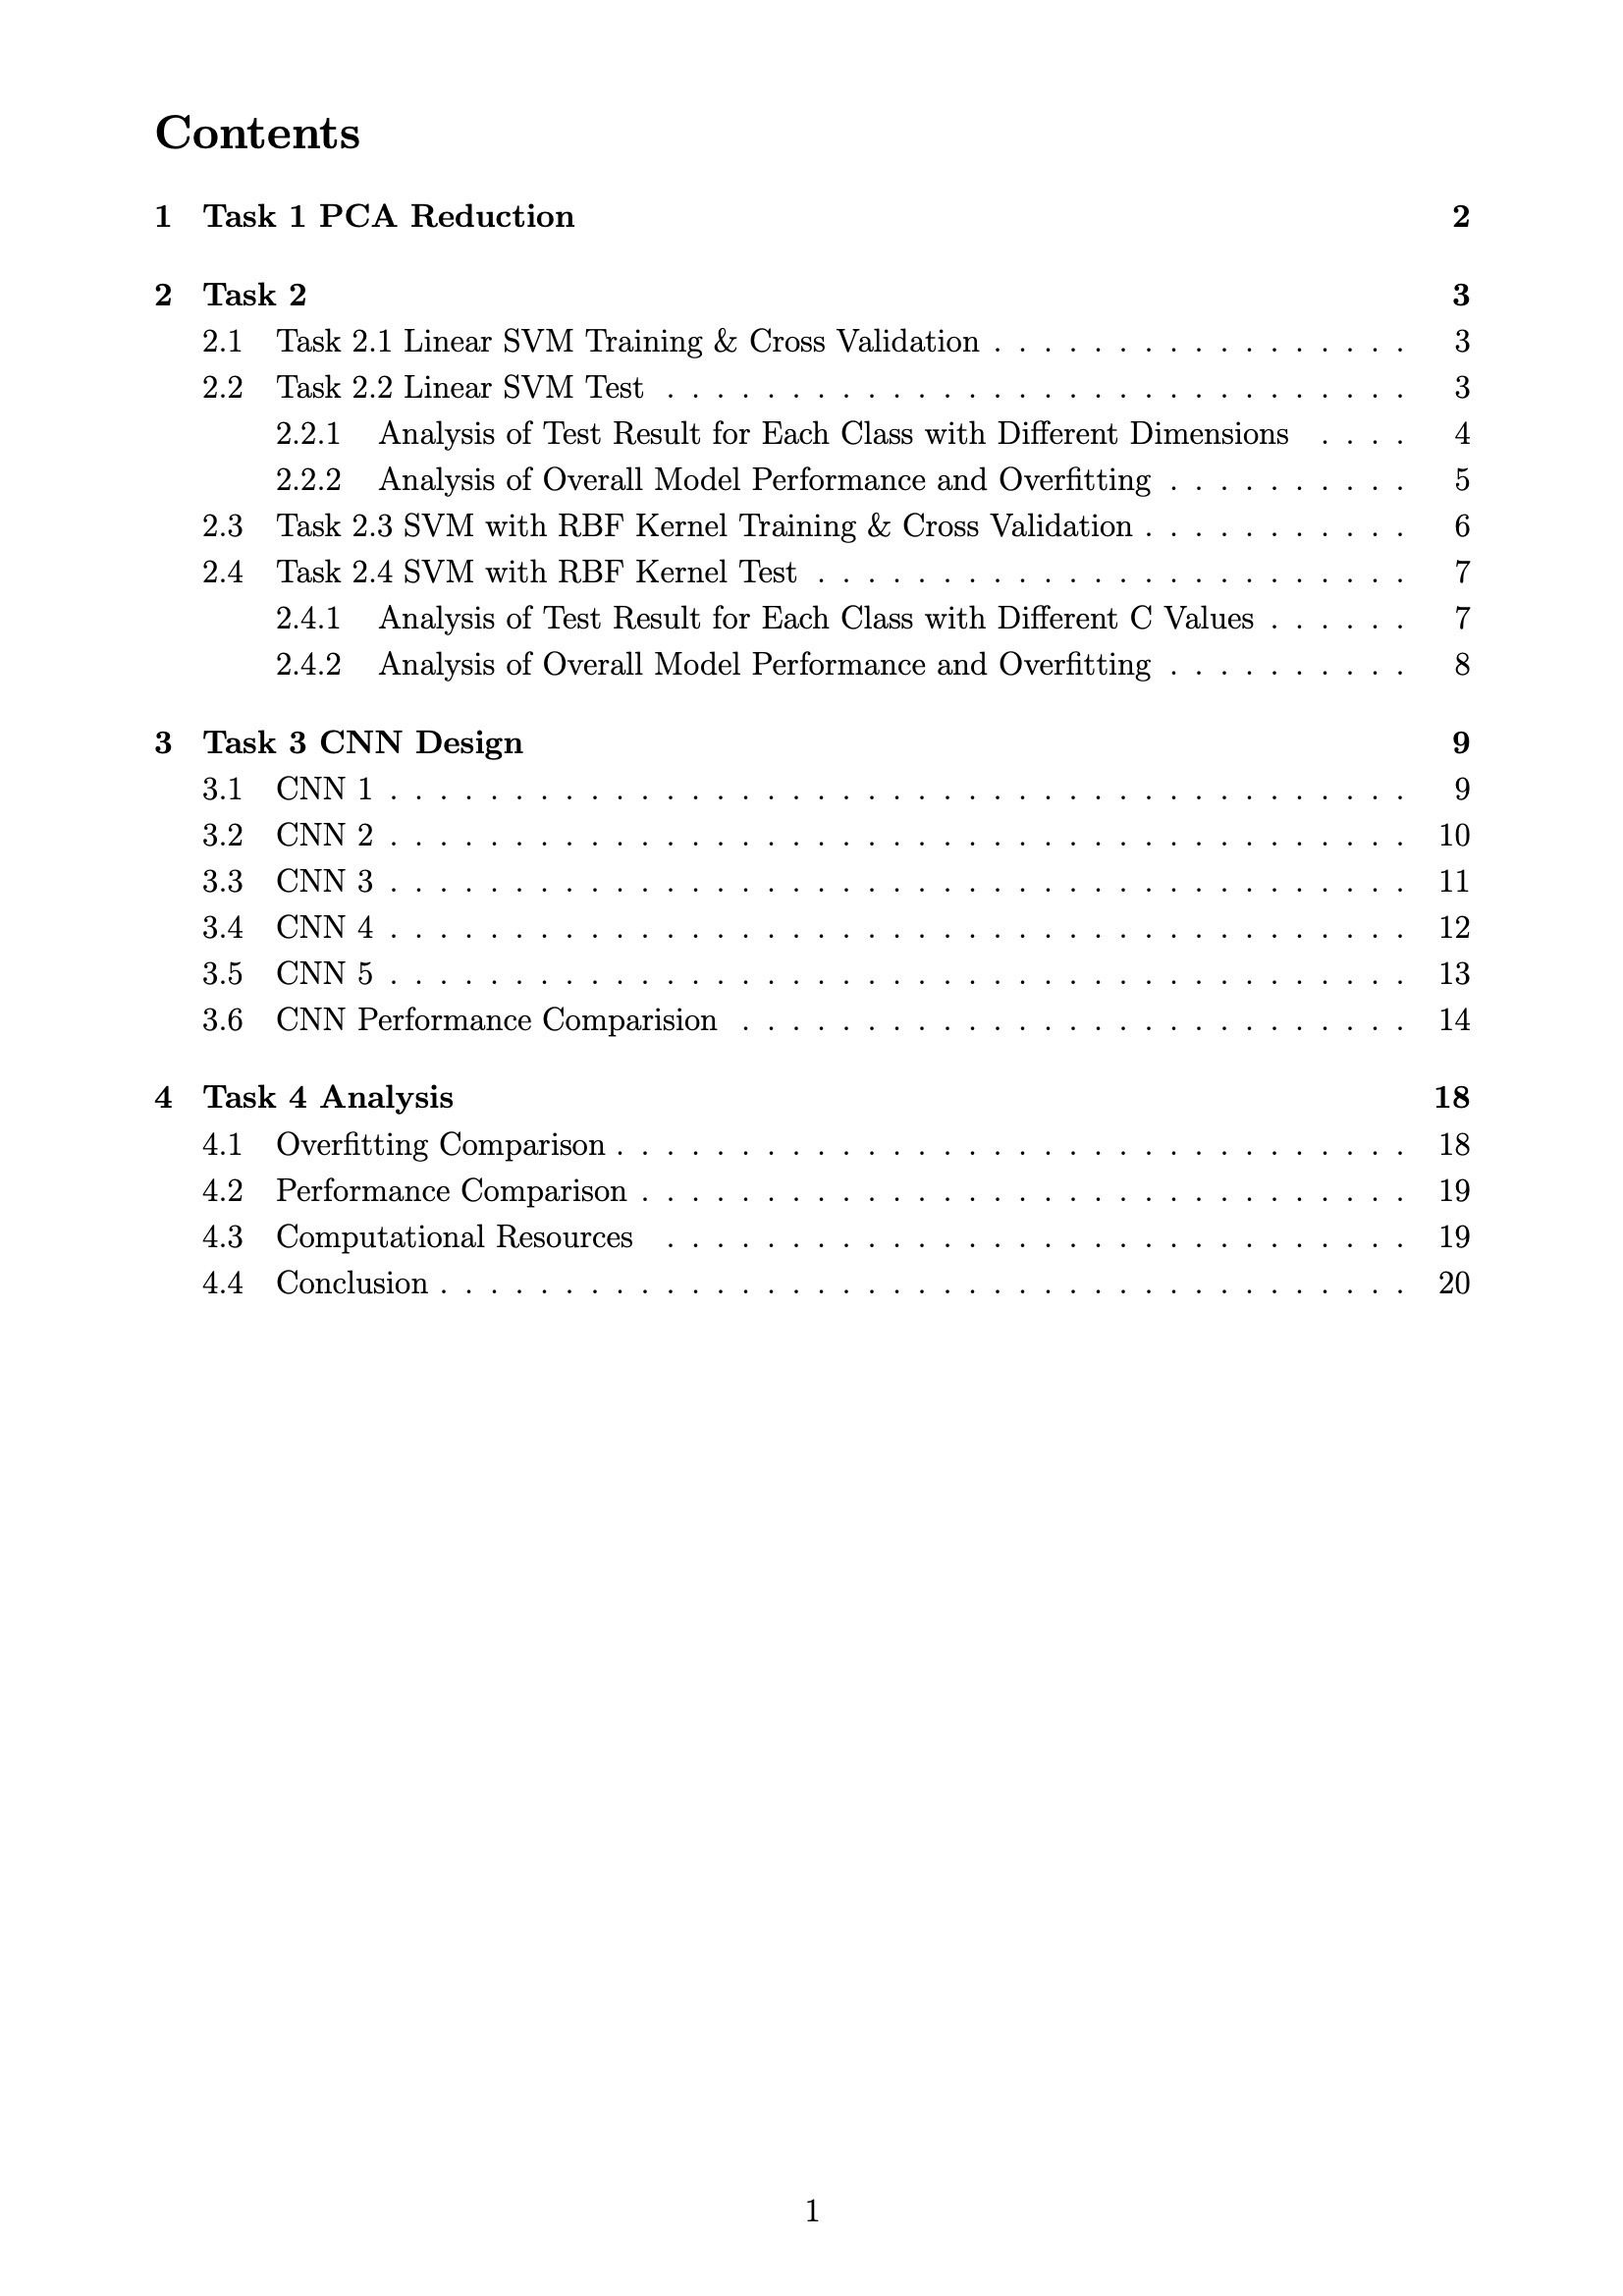 Contents
1 Task 1 PCA Reduction 2
2 Task 2 3
2.1 Task 2.1 Linear SVM Training & Cross Validation . . . . . . . . . . . . . . . . . 3
2.2 Task 2.2 Linear SVM Test . . . . . . . . . . . . . . . . . . . . . . . . . . . . . . 3
2.2.1 Analysis of Test Result for Each Class with Different Dimensions . . . . 4
2.2.2 Analysis of Overall Model Performance and Overfitting . . . . . . . . . . 5
2.3 Task 2.3 SVM with RBF Kernel Training & Cross Validation . . . . . . . . . . . 6
2.4 Task 2.4 SVM with RBF Kernel Test . . . . . . . . . . . . . . . . . . . . . . . . 7
2.4.1 Analysis of Test Result for Each Class with Different C Values . . . . . . 7
2.4.2 Analysis of Overall Model Performance and Overfitting . . . . . . . . . . 8
3 Task 3 CNN Design 9
3.1 CNN 1 . . . . . . . . . . . . . . . . . . . . . . . . . . . . . . . . . . . . . . . . . 9
3.2 CNN 2 . . . . . . . . . . . . . . . . . . . . . . . . . . . . . . . . . . . . . . . . . 10
3.3 CNN 3 . . . . . . . . . . . . . . . . . . . . . . . . . . . . . . . . . . . . . . . . . 11
3.4 CNN 4 . . . . . . . . . . . . . . . . . . . . . . . . . . . . . . . . . . . . . . . . . 12
3.5 CNN 5 . . . . . . . . . . . . . . . . . . . . . . . . . . . . . . . . . . . . . . . . . 13
3.6 CNN Performance Comparision . . . . . . . . . . . . . . . . . . . . . . . . . . . 14
4 Task 4 Analysis 18
4.1 Overfitting Comparison . . . . . . . . . . . . . . . . . . . . . . . . . . . . . . . . 18
4.2 Performance Comparison . . . . . . . . . . . . . . . . . . . . . . . . . . . . . . . 19
4.3 Computational Resources . . . . . . . . . . . . . . . . . . . . . . . . . . . . . . 19
4.4 Conclusion . . . . . . . . . . . . . . . . . . . . . . . . . . . . . . . . . . . . . . . 20
1